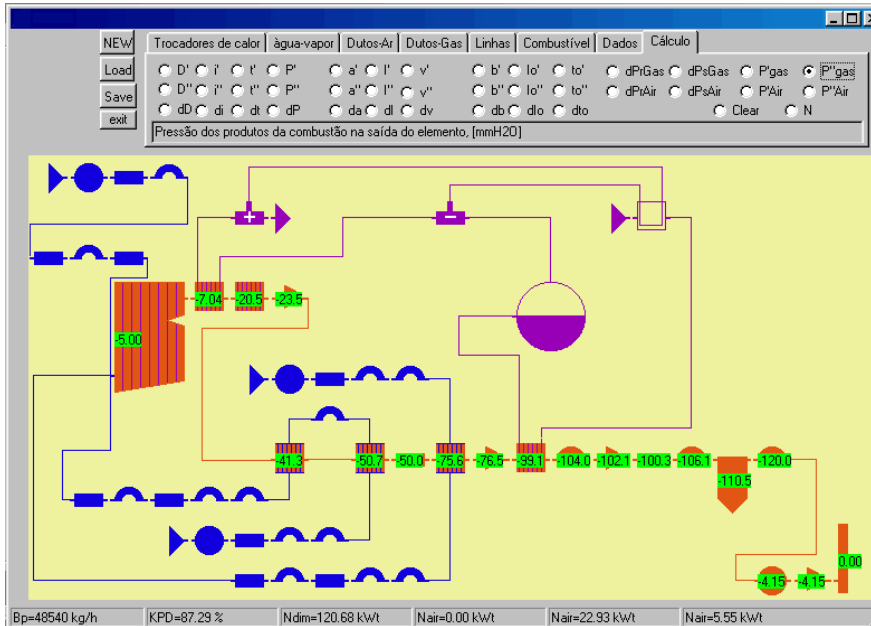 NEW
Load
Save
exit
Trocadores de calor água-vapor Dutos-Ar Dutos-Gas Linhas Combustível Dados Cálculo
D' i' t' P' a' l' v' b' Io' to' dPrGas dPsGas P'gas P''gas
D'' i'' t'' P'' a'' l'' v'' b'' Io'' to'' dPrAir dPsAir P'Air P''Air
dD di dt dP da dl dv db dIo dto Clear N
Pressão dos produtos da combustão na saída do elemento, [mmH2O]
+ −
-7.04 -20.5 -23.5
-5.00
-41.3 -50.7 -50.0 -75.6 -76.5 -99.1 -104.0 -102.1 -100.3 -106.1 -120.0
-110.5
0.00
-4.15 -4.15
Bp=48540 kg/h KPD=87.29 % Ndim=120.68 kWt Nair=0.00 kWt Nair=22.93 kWt Nair=5.55 kWt